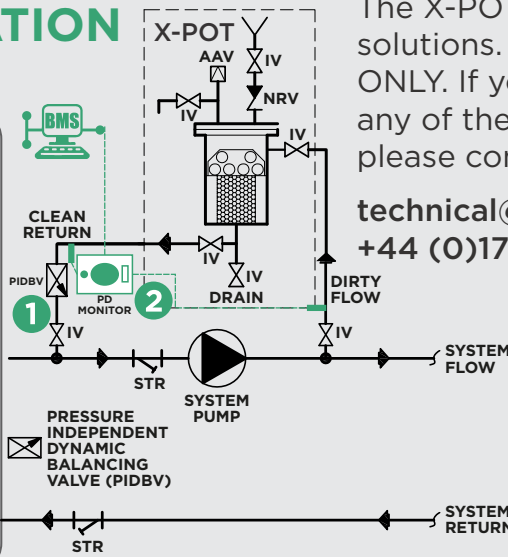 ATION
X-POT
AAV
IV
NRV
IV
IV
BMS
CLEAN
RETURN
IV
IV
PIDBV
PD
MONITOR
DRAIN
DIRTY
FLOW
1
2
IV
IV
STR
SYSTEM
PUMP
SYSTEM
FLOW
PRESSURE
INDEPENDENT
DYNAMIC
BALANCING
VALVE (PIDBV)
STR
SYSTEM
RETURN
The X-PO
solutions.
ONLY. If yo
any of the
please con
technical@
+44 (0)17